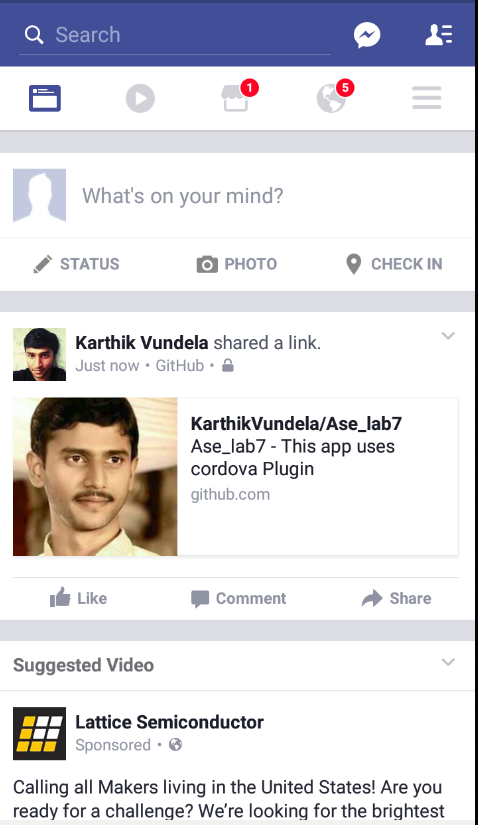 Search
1
5
What's on your mind?
STATUS PHOTO CHECK IN
Karthik Vundela shared a link.
Just now • GitHub •
KarthikVundela/Ase_lab7
Ase_lab7 - This app uses
cordova Plugin
github.com
Like Comment Share
Suggested Video
Lattice Semiconductor
Sponsored •
Calling all Makers living in the United States! Are you
ready for a challenge? We’re looking for the brightest